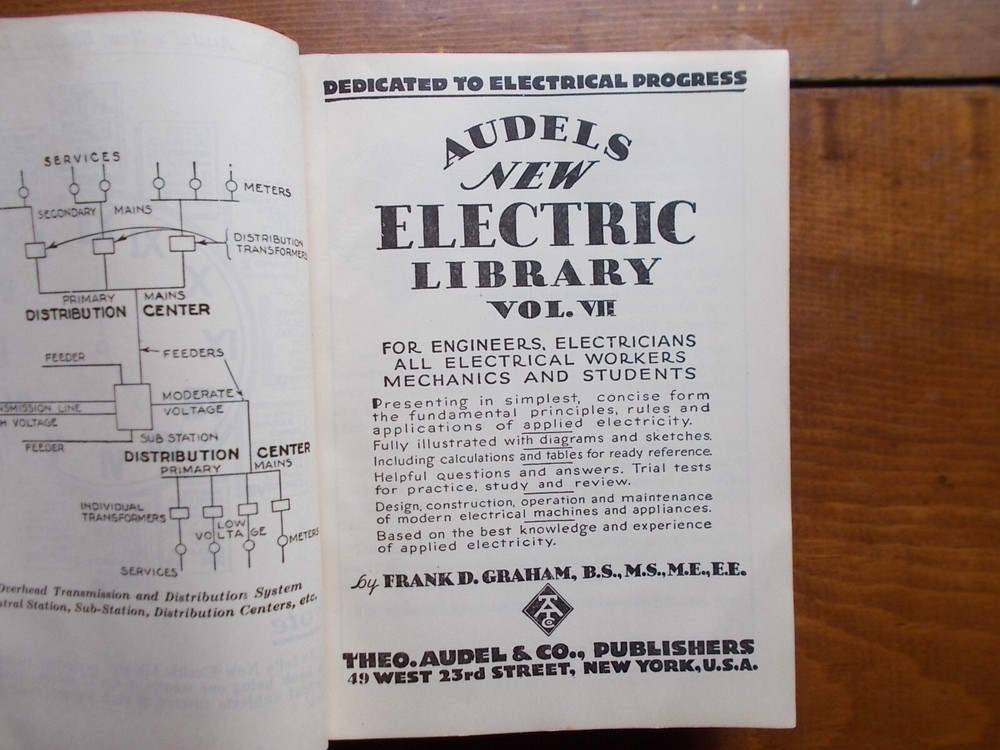 SERVICES
METERS
SECONDARY MAINS
DISTRIBUTION
TRANSFORMERS
PRIMARY MAINS
DISTRIBUTION CENTER
FEEDER
FEEDERS
MODERATE
VOLTAGE
LINE
VOLTAGE
SUB STATION
FEEDER
DISTRIBUTION CENTER
PRIMARY MAINS
INDIVIDUAL
TRANSFORMERS
LOW
VOLTAGE
METERS
SERVICES
Overhead Transmission and Distribution System
Station, Sub-Station, Distribution Centers, etc.
DEDICATED TO ELECTRICAL PROGRESS
AUDELS
NEW
ELECTRIC
LIBRARY
VOL. VII
FOR ENGINEERS, ELECTRICIANS
ALL ELECTRICAL WORKERS
MECHANICS AND STUDENTS
Presenting in simplest, concise form
the fundamental principles, rules and
applications of applied electricity.
Fully illustrated with diagrams and sketches.
Including calculations and tables for ready reference.
Helpful questions and answers. Trial tests
for practice, study and review.
Design, construction, operation and maintenance
of modern electrical machines and appliances.
Based on the best knowledge and experience
of applied electricity.
by FRANK D. GRAHAM, B.S., M.S., M.E., E.E.
TAT
Co
THEO. AUDEL & CO., PUBLISHERS
49 WEST 23rd STREET, NEW YORK, U.S.A.